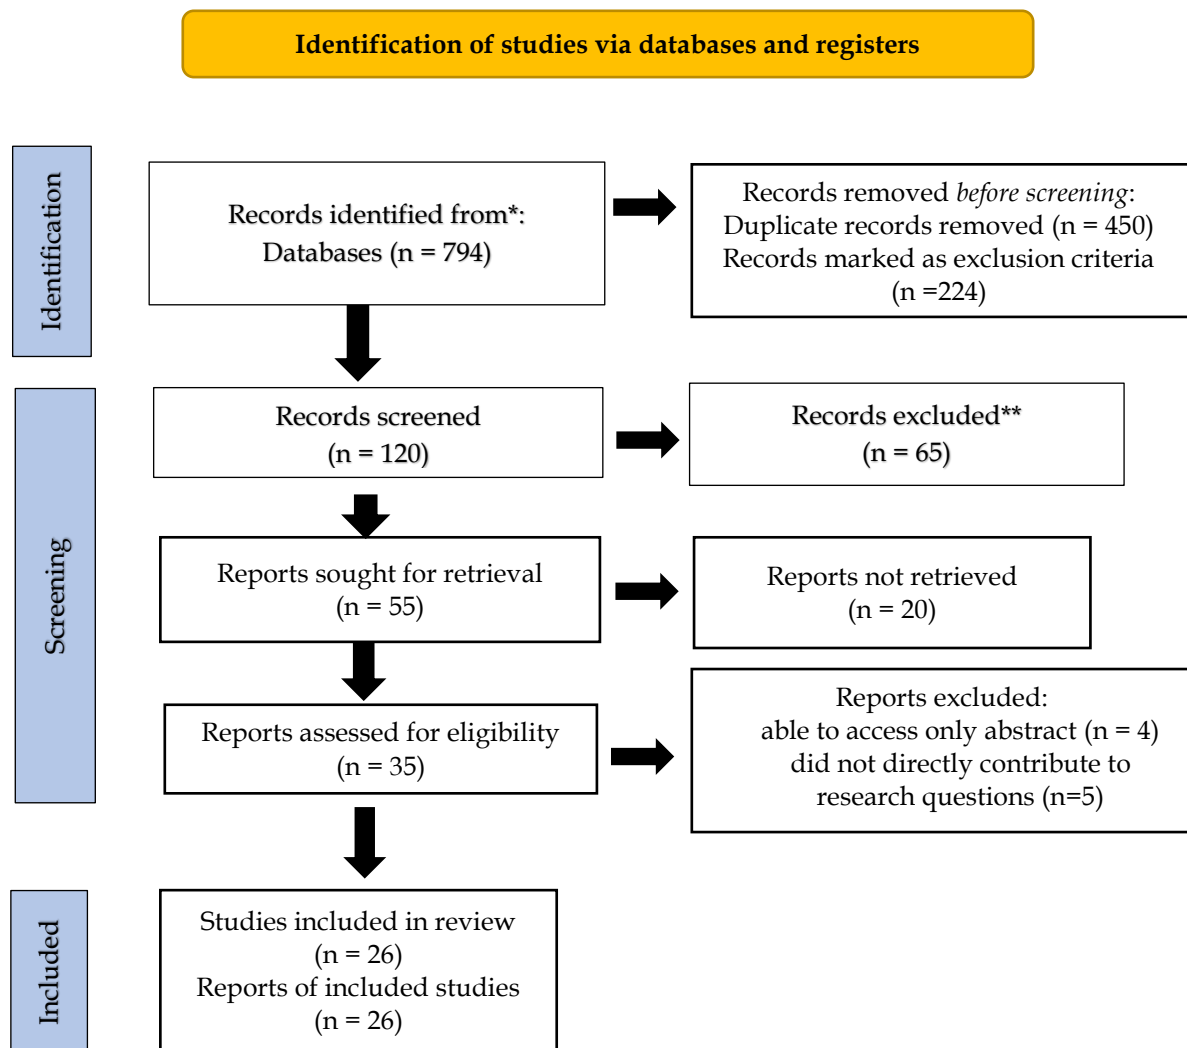 Identification of studies via databases and registers
Identification
Records identified from*:
Databases (n = 794)
Records removed before screening:
Duplicate records removed (n = 450)
Records marked as exclusion criteria
(n =224)
Screening
Records screened
(n = 120)
Records excluded**
(n = 65)
Reports sought for retrieval
(n = 55)
Reports not retrieved
(n = 20)
Reports assessed for eligibility
(n = 35)
Reports excluded:
able to access only abstract (n = 4)
did not directly contribute to
research questions (n=5)
Included
Studies included in review
(n = 26)
Reports of included studies
(n = 26)